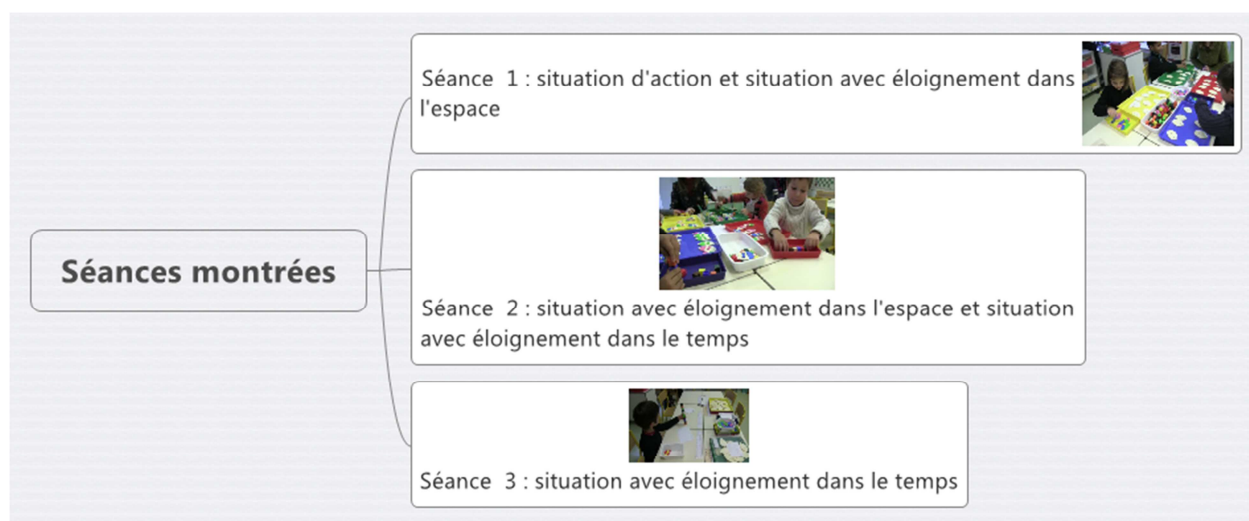 Séances montrées
Séance 1 : situation d'action et situation avec éloignement dans
l'espace
Séance 2 : situation avec éloignement dans l'espace et situation
avec éloignement dans le temps
Séance 3 : situation avec éloignement dans le temps